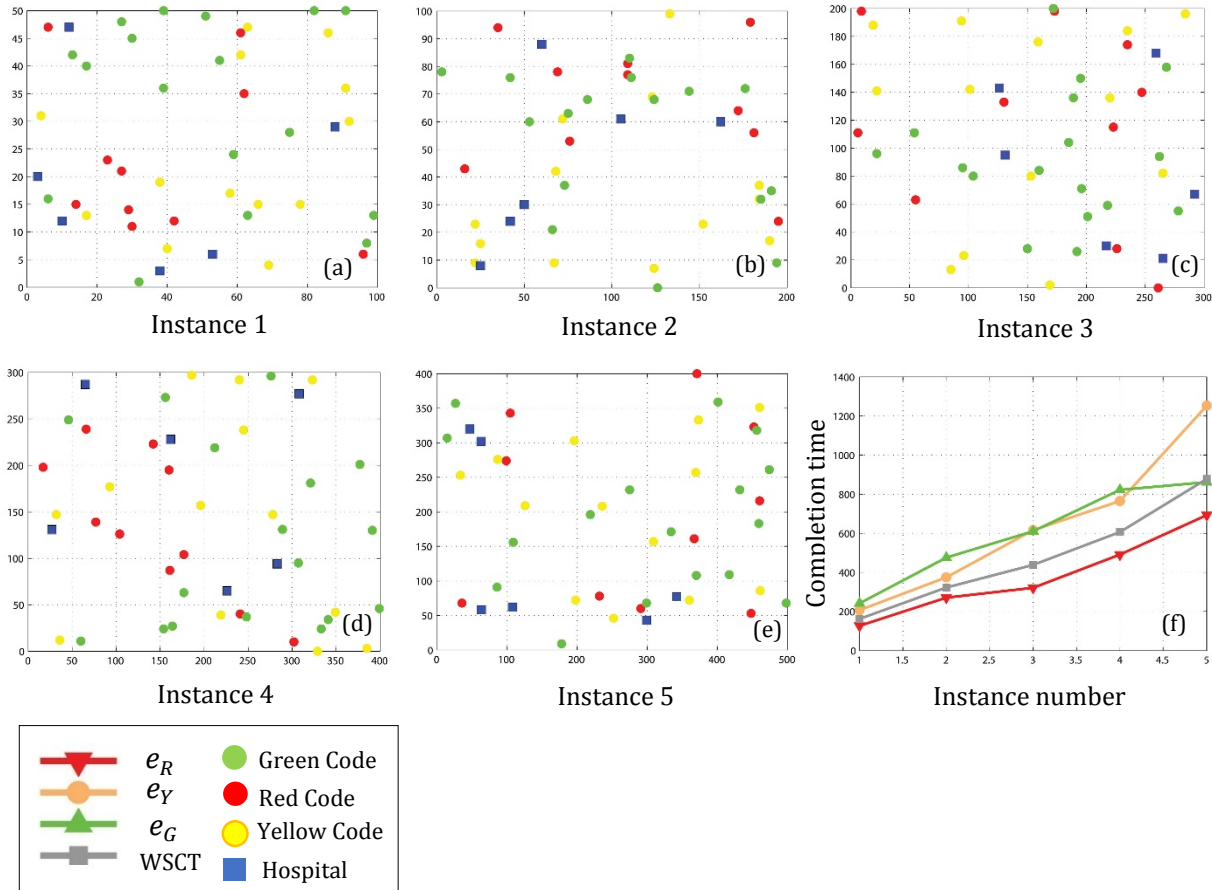 50
45
40
35
30
25
20
15
10
5
0
0 20 40 60 80 100
(a)
Instance 1
100
90
80
70
60
50
40
30
20
10
0
0 50 100 150 200
(b)
Instance 2
200
180
160
140
120
100
80
60
40
20
0
0 50 100 150 200 250 300
(c)
Instance 3
300
250
200
150
100
50
0
0 50 100 150 200 250 300 350 400
(d)
Instance 4
400
350
300
250
200
150
100
50
0
0 100 200 300 400 500
(e)
Instance 5
Completion time
1400
1200
1000
800
600
400
200
0
1 1.5 2 2.5 3 3.5 4 4.5 5
(f)
Instance number
eR
eY
eG
WSCT
Green Code
Red Code
Yellow Code
Hospital